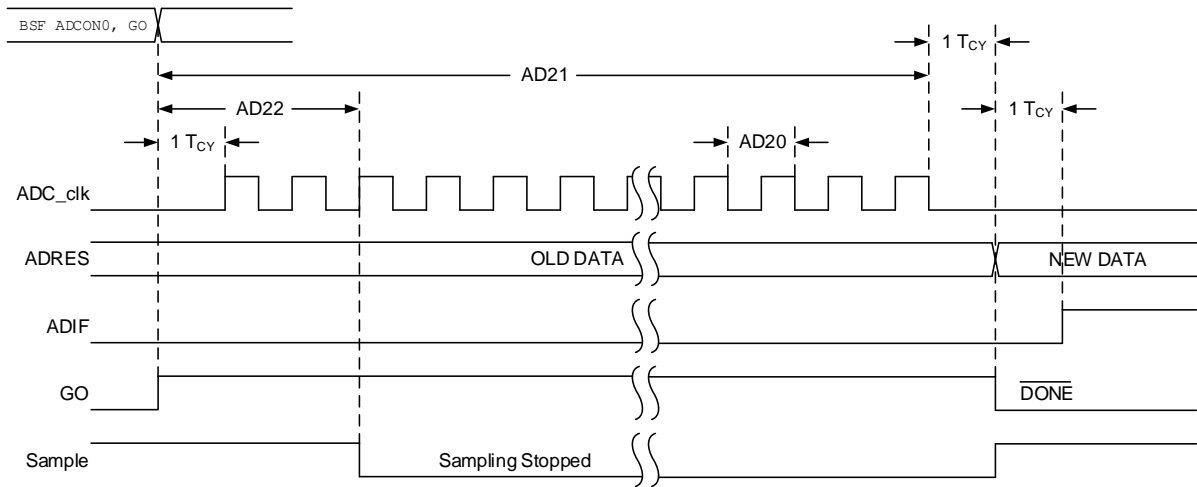 BSF ADCON0, GO
1 TCY
AD21
AD22
1 TCY
1 TCY
AD20
ADC_clk
ADRES
OLD DATA
NEW DATA
ADIF
GO
DONE
Sample
Sampling Stopped